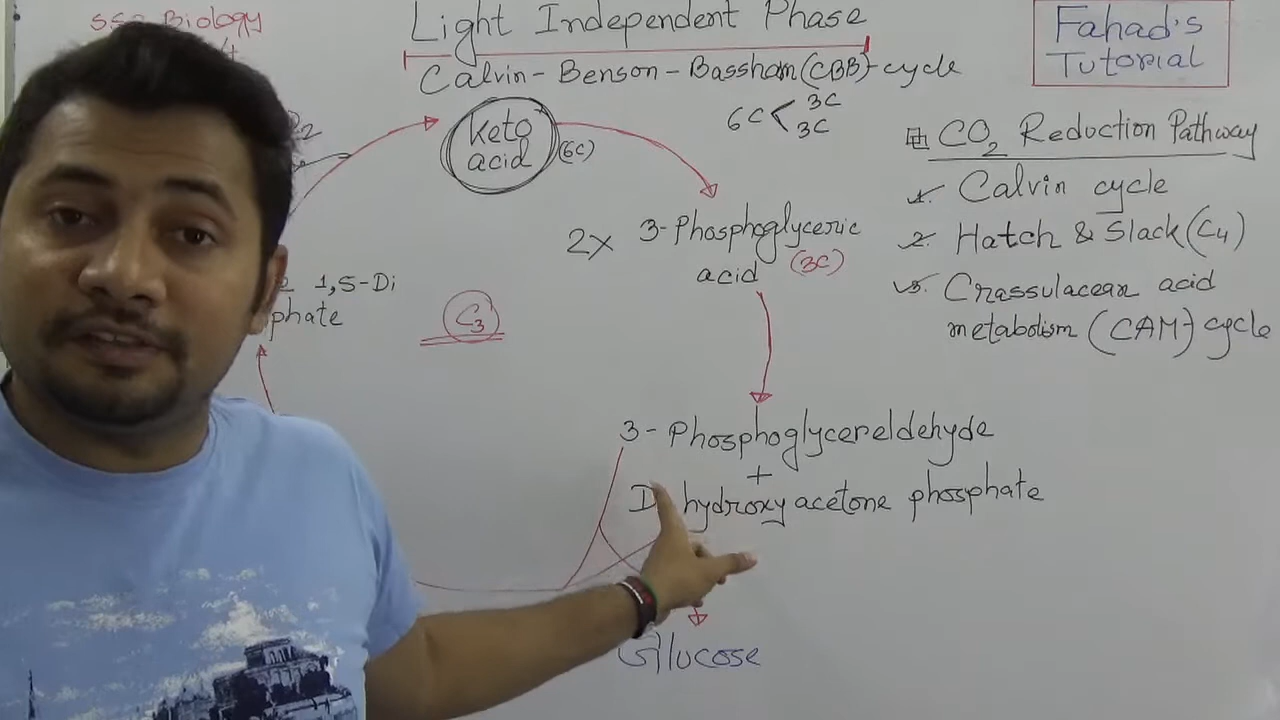 SSC Biology
Light Independent Phase
Calvin-Benson-Bassham(CBB)-cycle
Fahad's
Tutorial
6C < 3C
3C
keto
acid (6C)
2x 3-Phosphoglyceric
acid (3C)
1,5-Di
phate
C3
CO2 Reduction Pathway
1. Calvin cycle
2. Hatch & Slack (C4)
3. Crassulacean acid
metabolism (CAM) cycle
3-Phosphoglycereldehyde
+
Di hydroxy acetone phosphate
Glucose